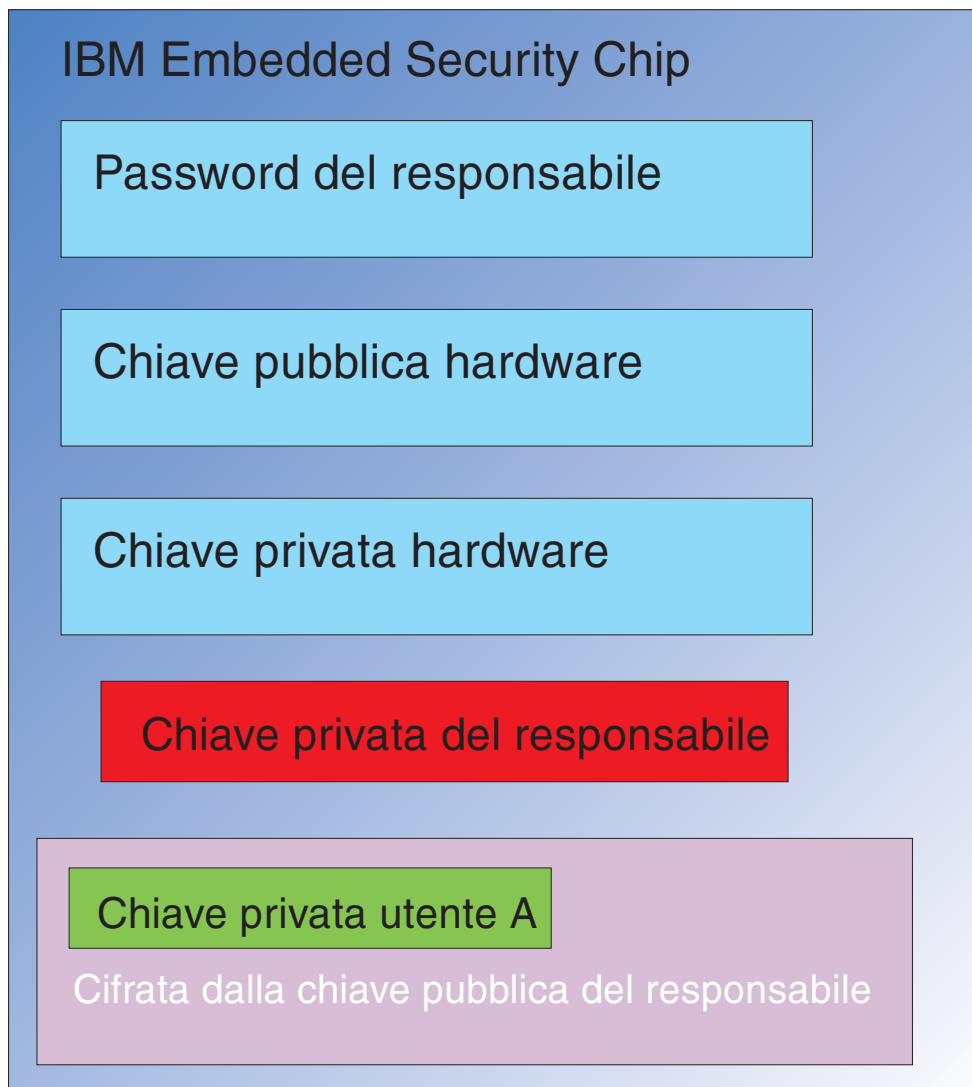 IBM Embedded Security Chip
Password del responsabile
Chiave pubblica hardware
Chiave privata hardware
Chiave privata del responsabile
Chiave privata utente A
Cifrata dalla chiave pubblica del responsabile